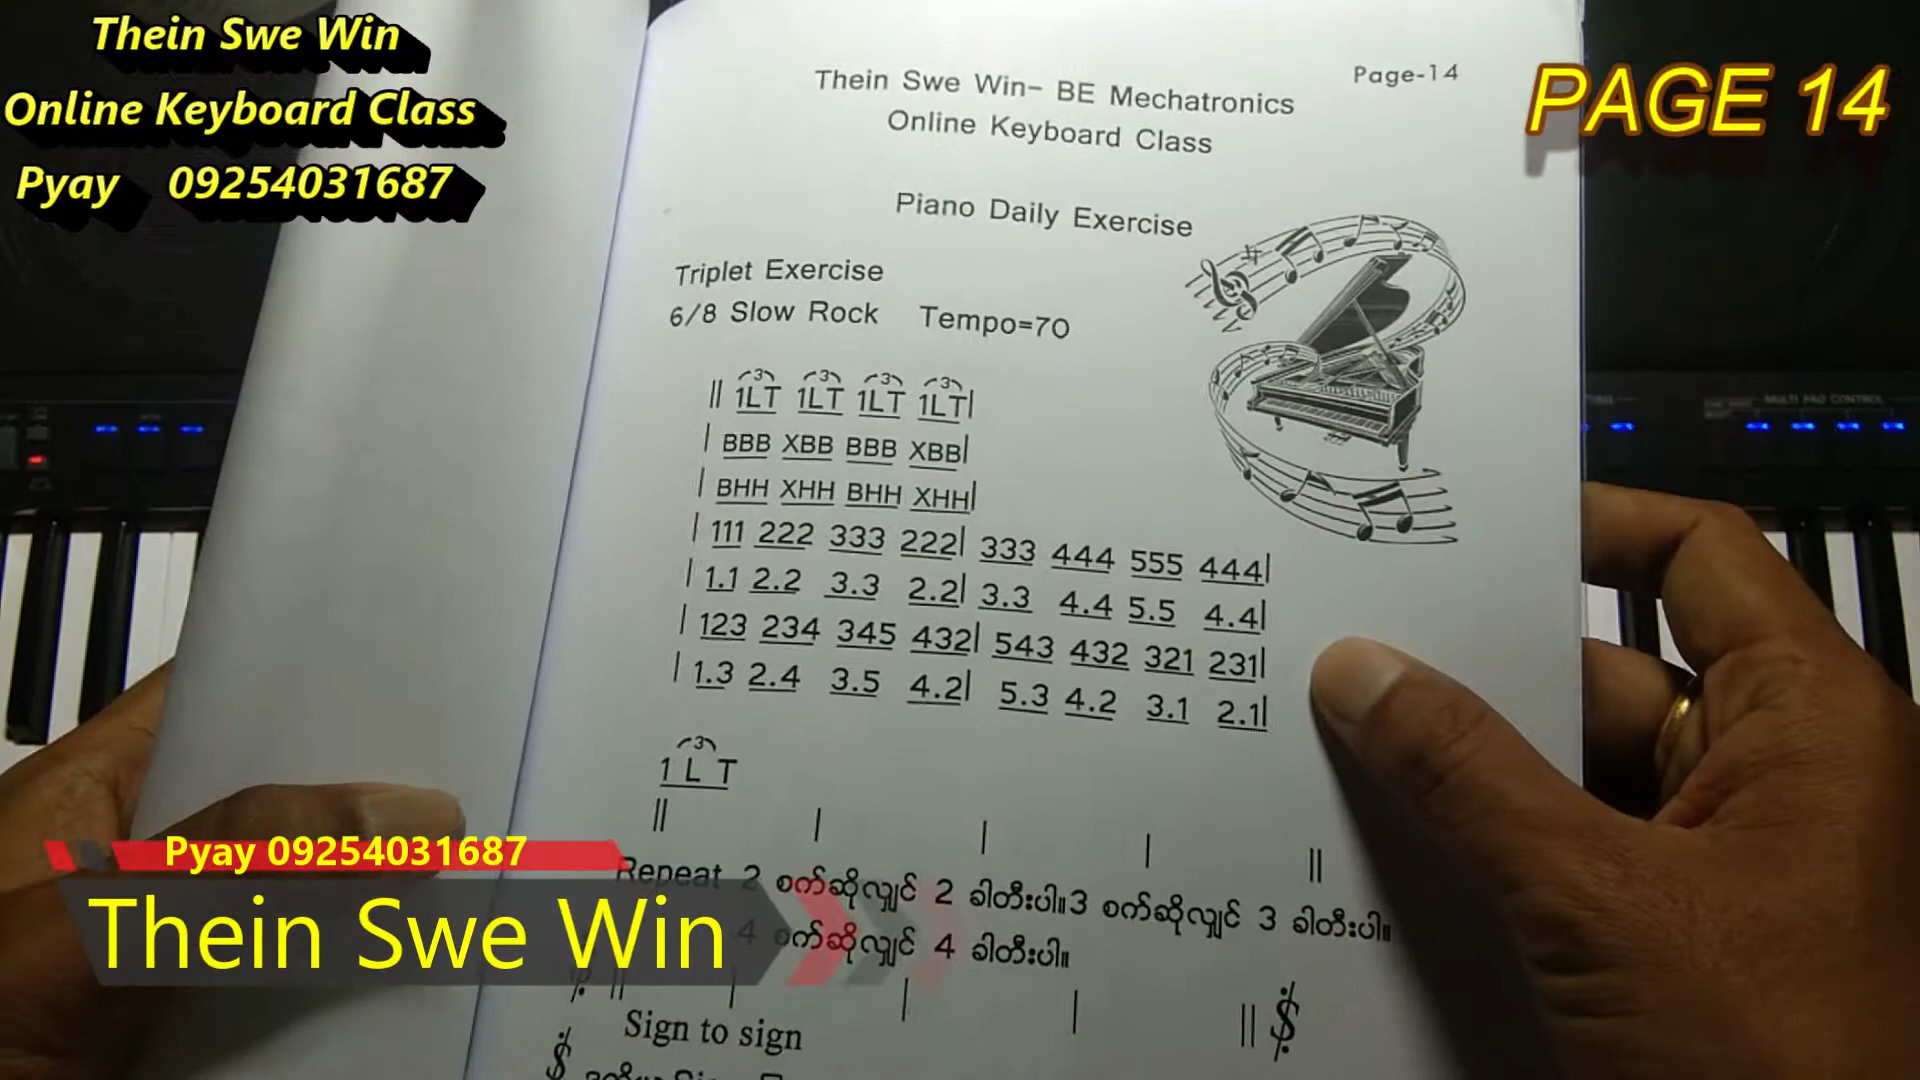 Thein Swe Win
Online Keyboard Class
Pyay 09254031687
PAGE 14
Page-14
Thein Swe Win- BE Mechatronics
Online Keyboard Class
Piano Daily Exercise
Triplet Exercise
6/8 Slow Rock Tempo=70
3 3 3 3
|| 1LT 1LT 1LT 1LT|
| BBB XBB BBB XBB|
| BHH XHH BHH XHH|
| 111 222 333 222| 333 444 555 444|
| 1.1 2.2 3.3 2.2| 3.3 4.4 5.5 4.4|
| 123 234 345 432| 543 432 321 231|
| 1.3 2.4 3.5 4.2| 5.3 4.2 3.1 2.1|
3
1 L T
|| | | | ||
Repeat 2 စက်ဆိုလျှင် 2 ခါတီးပါ။ 3 စက်ဆိုလျှင် 3 ခါတီးပါ။
4 စက်ဆိုလျှင် 4 ခါတီးပါ။
Sign to sign
Pyay 09254031687
Thein Swe Win